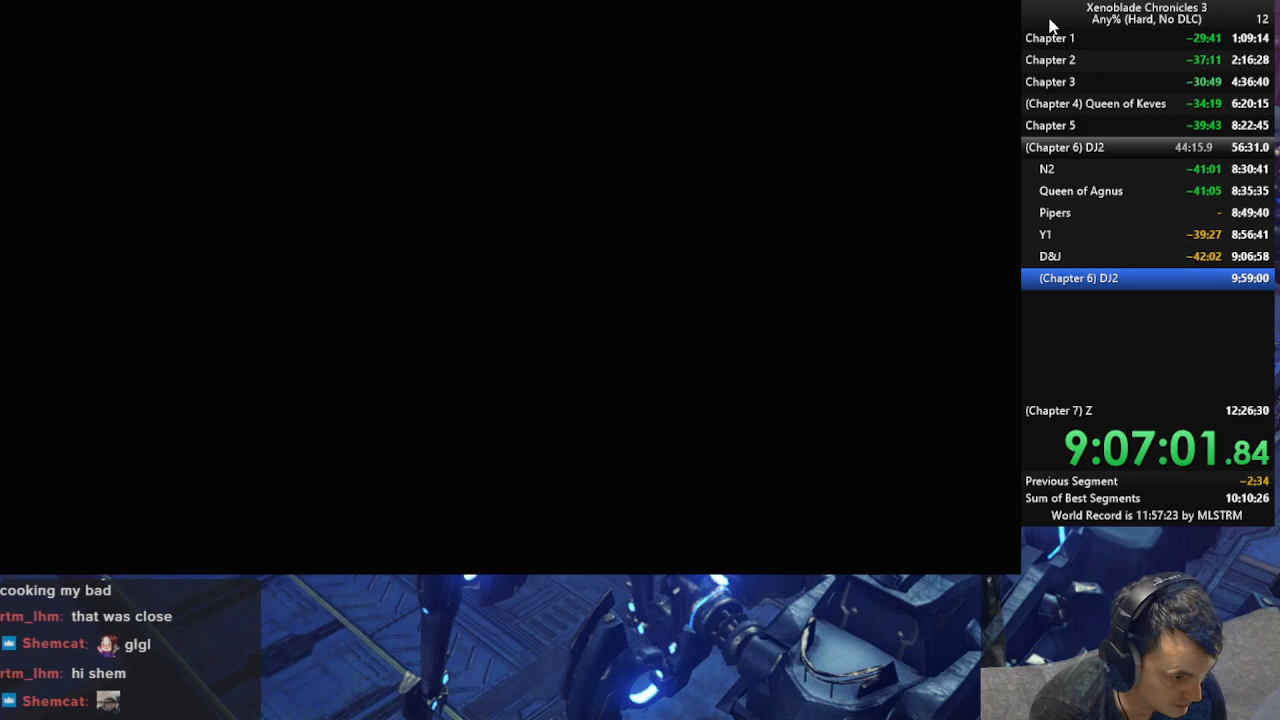 Xenoblade Chronicles 3
Any% (Hard, No DLC) 12
Chapter 1 −29:41 1:09:14
Chapter 2 −37:11 2:16:28
Chapter 3 −30:49 4:36:40
(Chapter 4) Queen of Keves −34:19 6:20:15
Chapter 5 −39:43 8:22:45
(Chapter 6) DJ2 44:15.9 56:31.0
N2 −41:01 8:30:41
Queen of Agnus −41:05 8:35:35
Pipers - 8:49:40
Y1 −39:27 8:56:41
D&J −42:02 9:06:58
(Chapter 6) DJ2 9:59:00
(Chapter 7) Z 12:26:30
9:07:01.84
Previous Segment −2:34
Sum of Best Segments 10:10:26
World Record is 11:57:23 by MLSTRM
cooking my bad
rtm_lhm: that was close
Shemcat: glgl
rtm_lhm: hi shem
Shemcat: